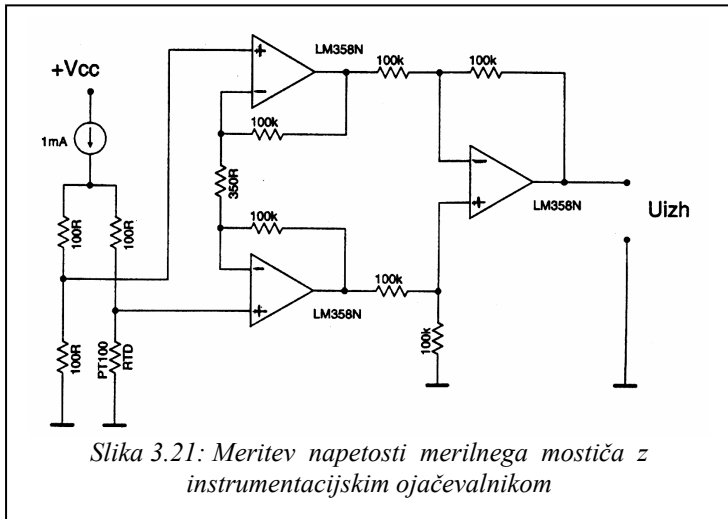 LM358N
100k
100k
+Vcc
100k
1mA
350R
100R
100R
100k
LM358N
Uizh
100k
LM358N
100R
PT100
RTD
100k
Slika 3.21: Meritev napetosti merilnega mostiča z
instrumentacijskim ojačevalnikom